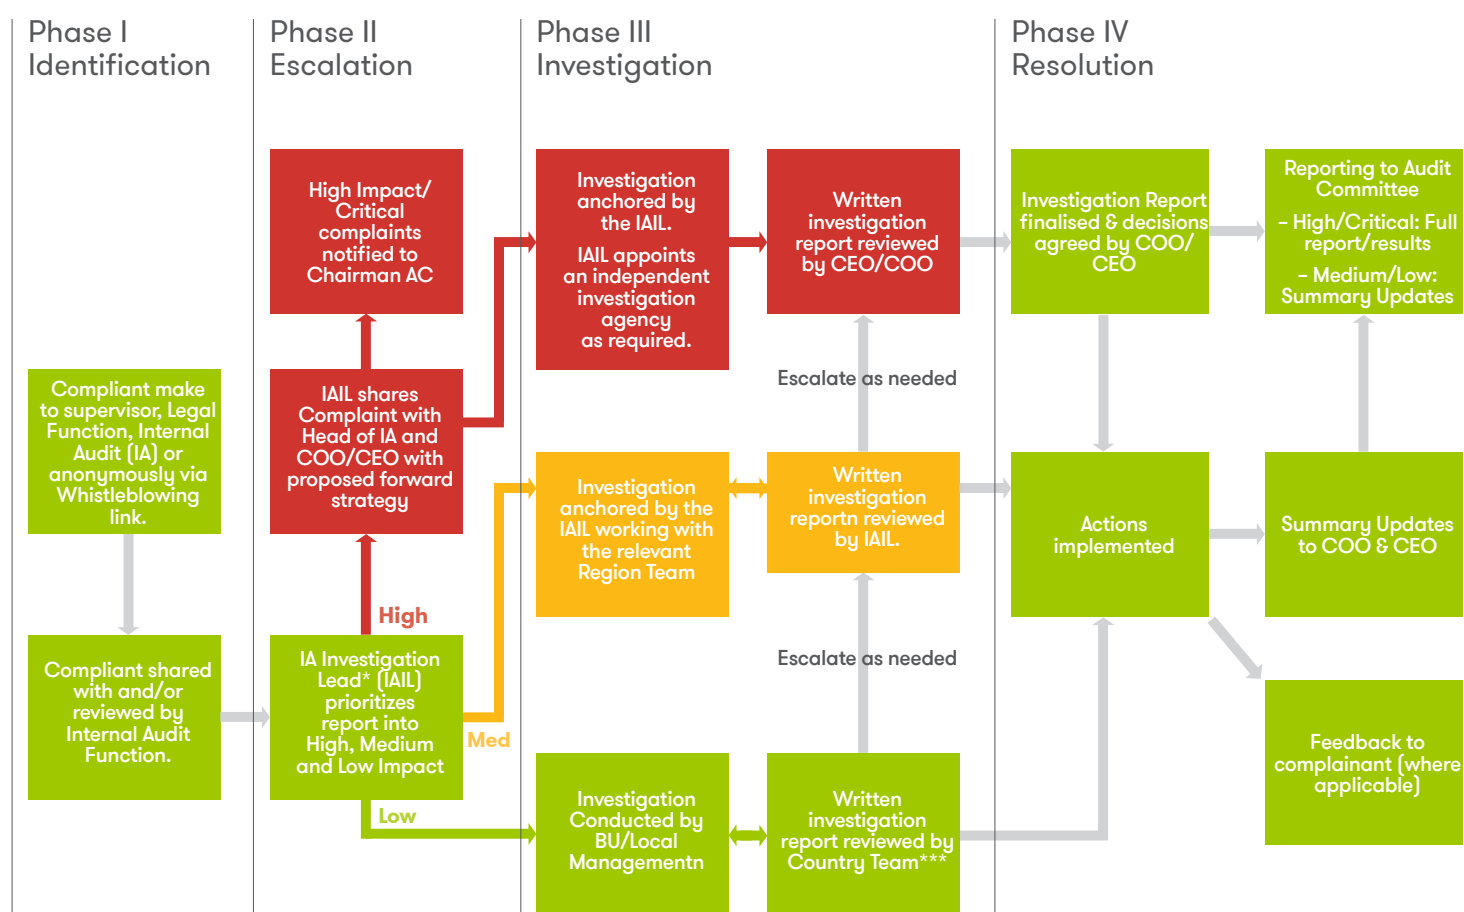 Phase I
Identification
Phase II
Escalation
Phase III
Investigation
Phase IV
Resolution
Compliant make
to supervisor, Legal
Function, Internal
Audit (IA) or
anonymously via
Whistleblowing
link.
Compliant shared
with and/or
reviewed by
Internal Audit
Function.
High Impact/
Critical
complaints
notified to
Chairman AC
IAIL shares
Complaint with
Head of IA and
COO/CEO with
proposed forward
strategy
High
IA Investigation
Lead* (IAIL)
prioritizes
report into
High, Medium
and Low Impact
Med
Low
Investigation
anchored by
the IAIL.
IAIL appoints
an independent
investigation
agency
as required.
Written
investigation
report reviewed
by CEO/COO
Escalate as needed
Investigation
anchored by the
IAIL working with
the relevant
Region Team
Written
investigation
reportn reviewed
by IAIL.
Escalate as needed
Investigation
Conducted by
BU/Local
Managementn
Written
investigation
report reviewed by
Country Team***
Investigation Report
finalised & decisions
agreed by COO/
CEO
Reporting to Audit
Committee
– High/Critical: Full
report/results
– Medium/Low:
Summary Updates
Actions
implemented
Summary Updates
to COO & CEO
Feedback to
complainant (where
applicable)